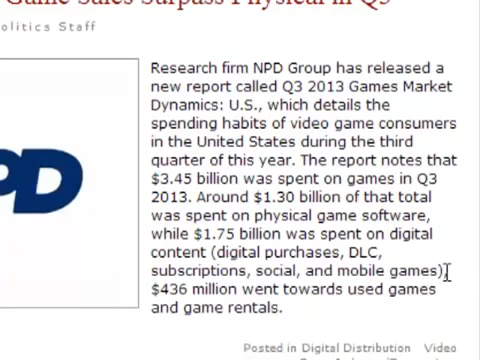 Game Sales Surpass Physical in Q3
olitics Staff
PD
Research firm NPD Group has released a
new report called Q3 2013 Games Market
Dynamics: U.S., which details the
spending habits of video game consumers
in the United States during the third
quarter of this year. The report notes that
$3.45 billion was spent on games in Q3
2013. Around $1.30 billion of that total
was spent on physical game software,
while $1.75 billion was spent on digital
content (digital purchases, DLC,
subscriptions, social, and mobile games),
$436 million went towards used games
and game rentals.
Posted in Digital Distribution Video